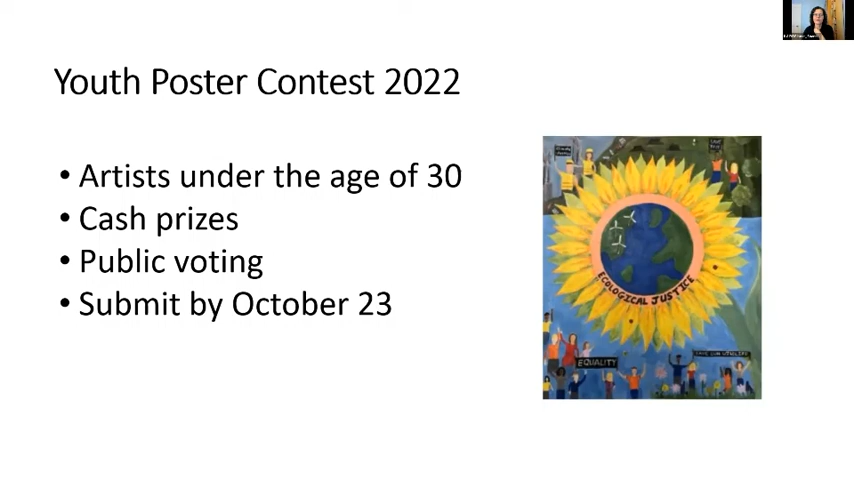 Youth Poster Contest 2022
• Artists under the age of 30
• Cash prizes
• Public voting
• Submit by October 23
ECOLOGICAL JUSTICE
EQUALITY